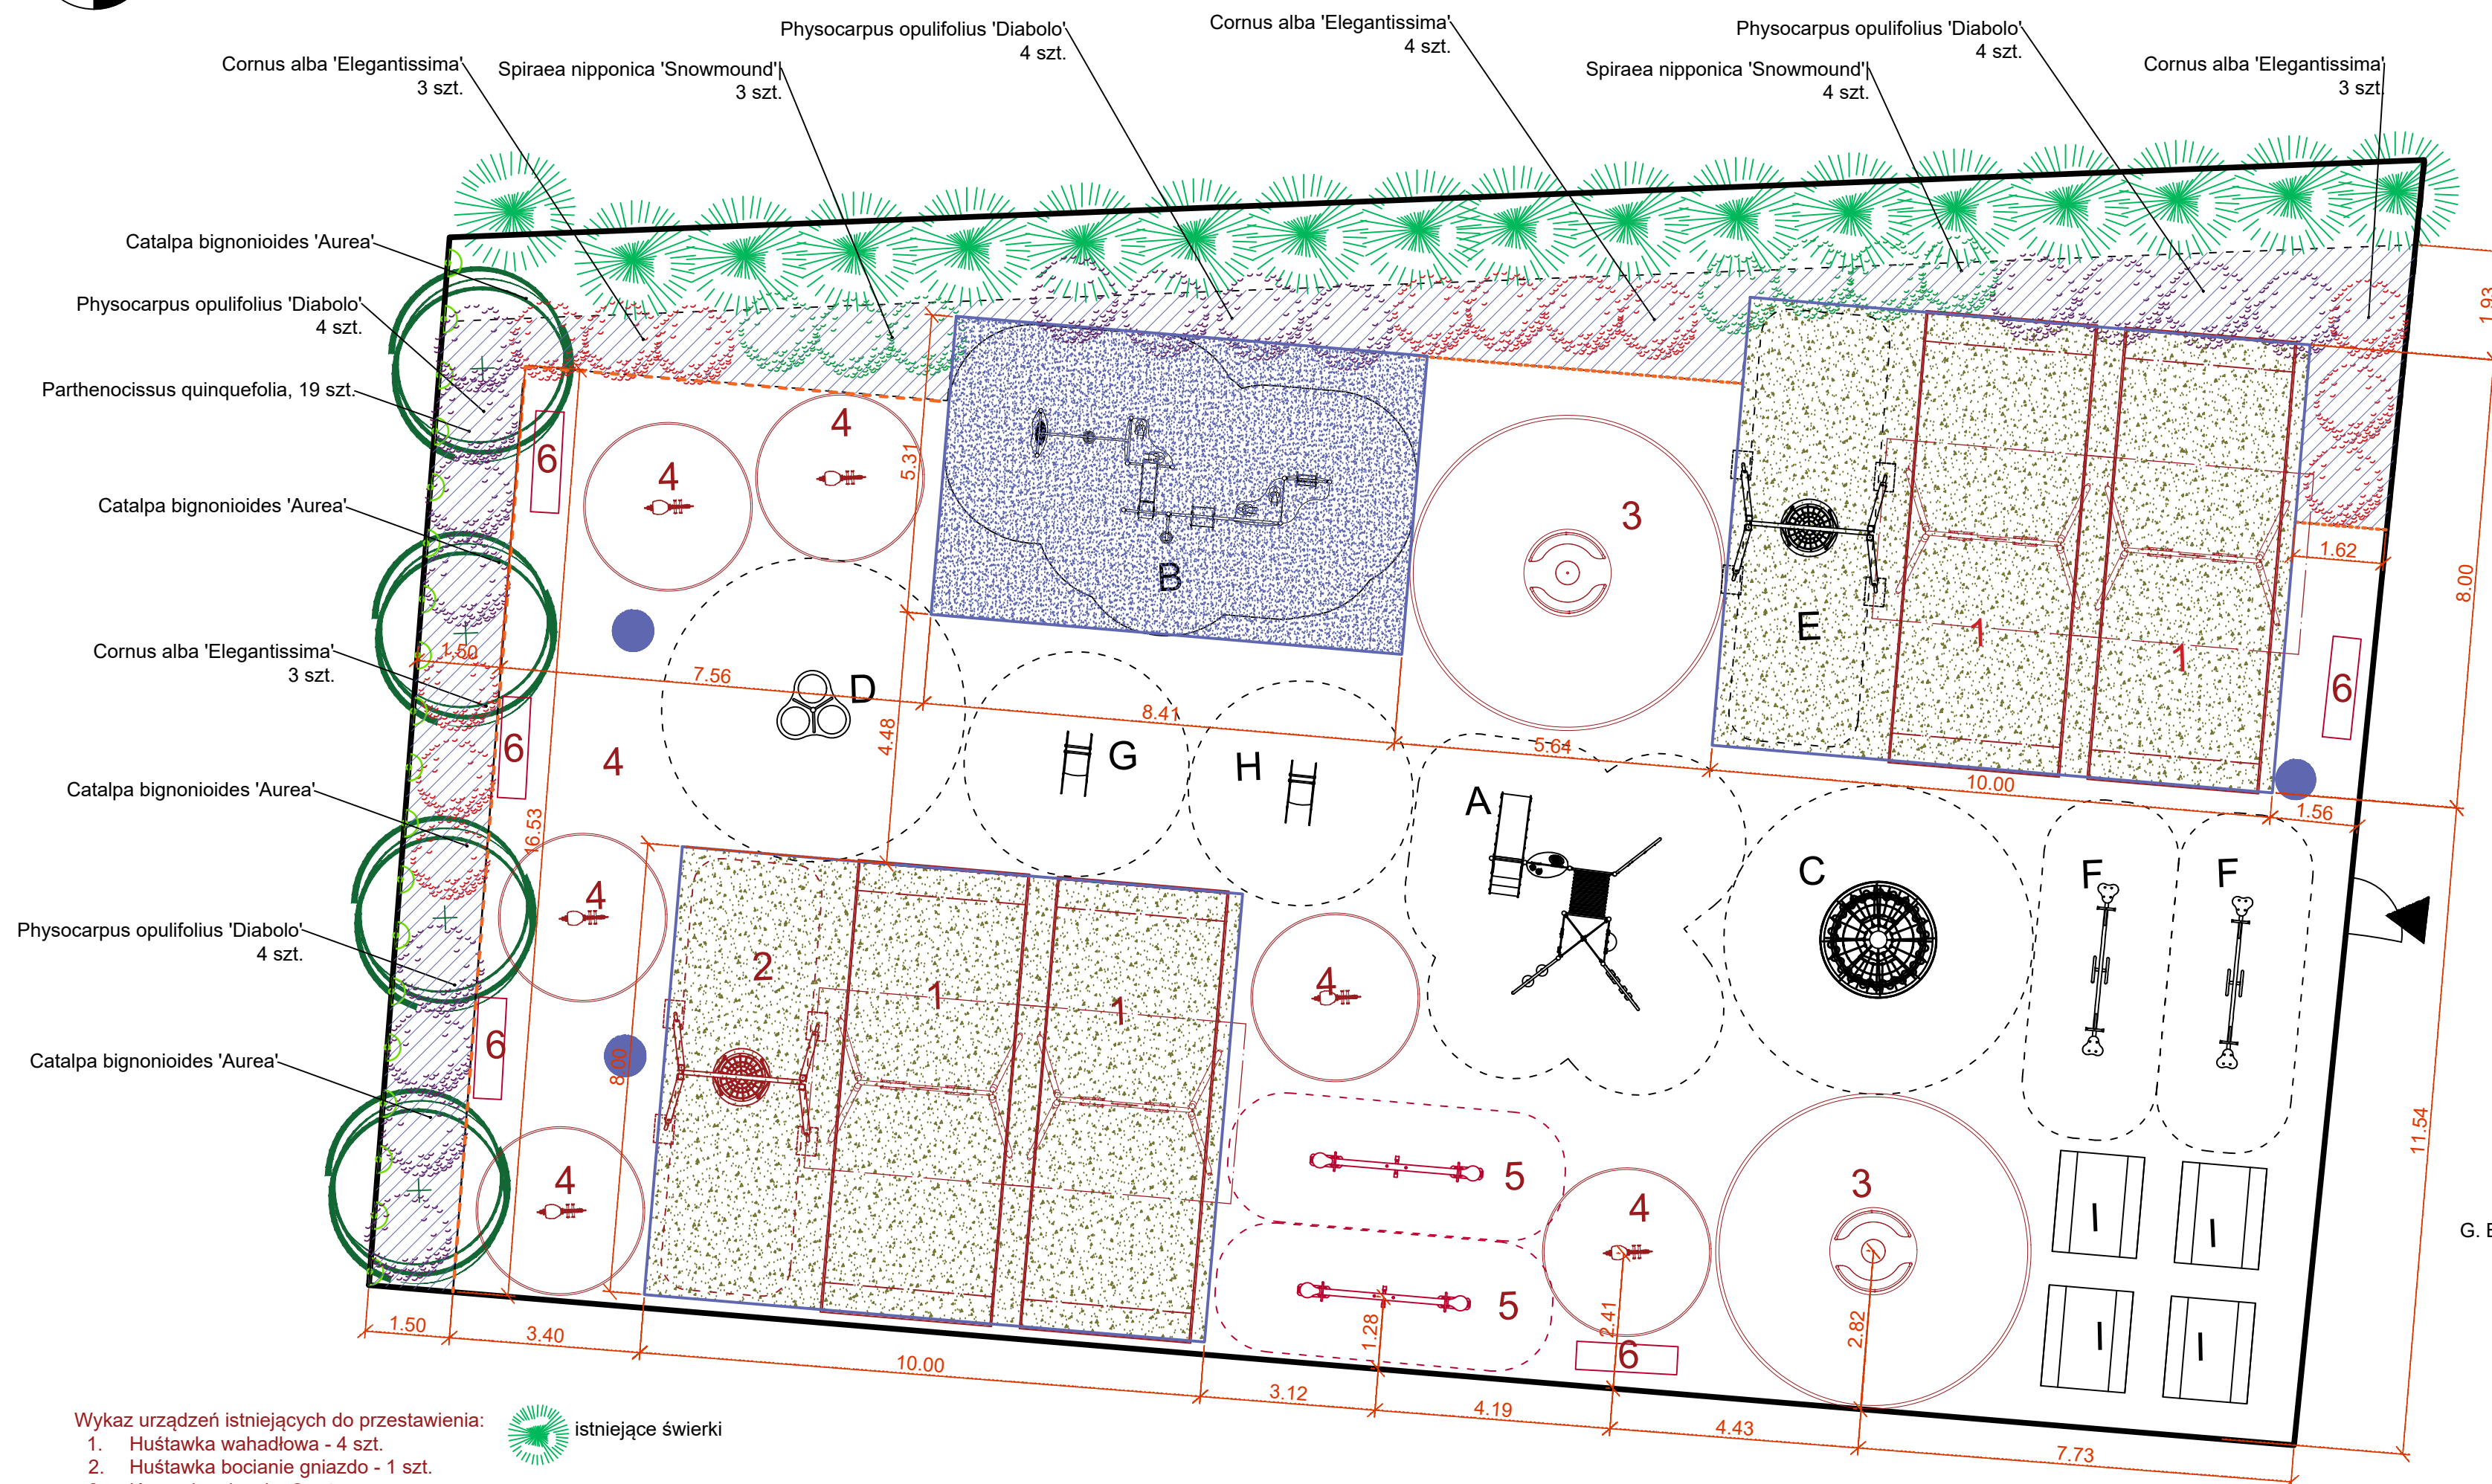 Physocarpus opulifolius 'Diabolo'
4 szt.
Cornus alba 'Elegantissima'
4 szt.
Physocarpus opulifolius 'Diabolo'
4 szt.
Cornus alba 'Elegantissima'
3 szt.
Spiraea nipponica 'Snowmound'
3 szt.
Spiraea nipponica 'Snowmound'
4 szt.
Cornus alba 'Elegantissima'
3 szt.
Catalpa bignonioides 'Aurea'
Physocarpus opulifolius 'Diabolo'
4 szt.
Parthenocissus quinquefolia, 19 szt.
Catalpa bignonioides 'Aurea'
Cornus alba 'Elegantissima'
3 szt.
Catalpa bignonioides 'Aurea'
Physocarpus opulifolius 'Diabolo'
4 szt.
Catalpa bignonioides 'Aurea'
1.93
6
4
4
5.31
B
3
E
1
1
1.62
8.00
6
1.50
7.56
D
4.48
8.41
5.64
10.00
1.56
6
4
G
H
A
C
F
F
16.53
4
2
1
1
4
6
8.00
4
5
5
4
3
I
I
I
I
11.54
G. E
1.28
2.41
6
2.82
1.50
3.40
10.00
3.12
4.19
4.43
7.73
Wykaz urządzeń istniejących do przestawienia:
1. Huśtawka wahadłowa - 4 szt.
2. Huśtawka bocianie gniazdo - 1 szt.
istniejące świerki